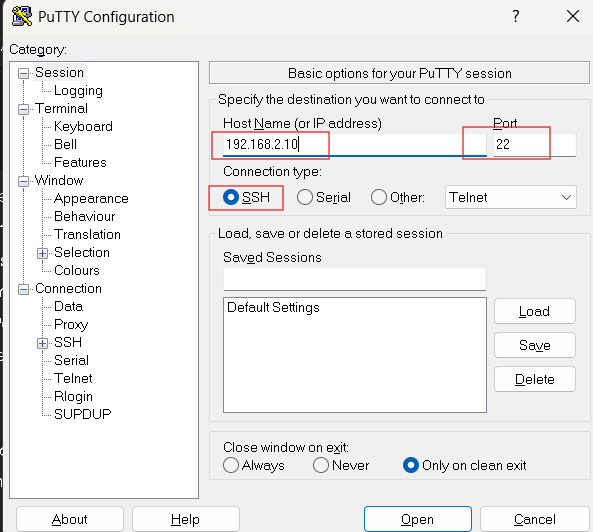 PuTTY Configuration ?
Category:
Session
Logging
Terminal
Keyboard
Bell
Features
Window
Appearance
Behaviour
Translation
Selection
Colours
Connection
Data
Proxy
SSH
Serial
Telnet
Rlogin
SUPDUP
Basic options for your PuTTY session
Specify the destination you want to connect to
Host Name (or IP address) Port
192.168.2.10 22
Connection type:
SSH Serial Other: Telnet
Load, save or delete a stored session
Saved Sessions
Default Settings
Load
Save
Delete
Close window on exit:
Always Never Only on clean exit
About Help Open Cancel